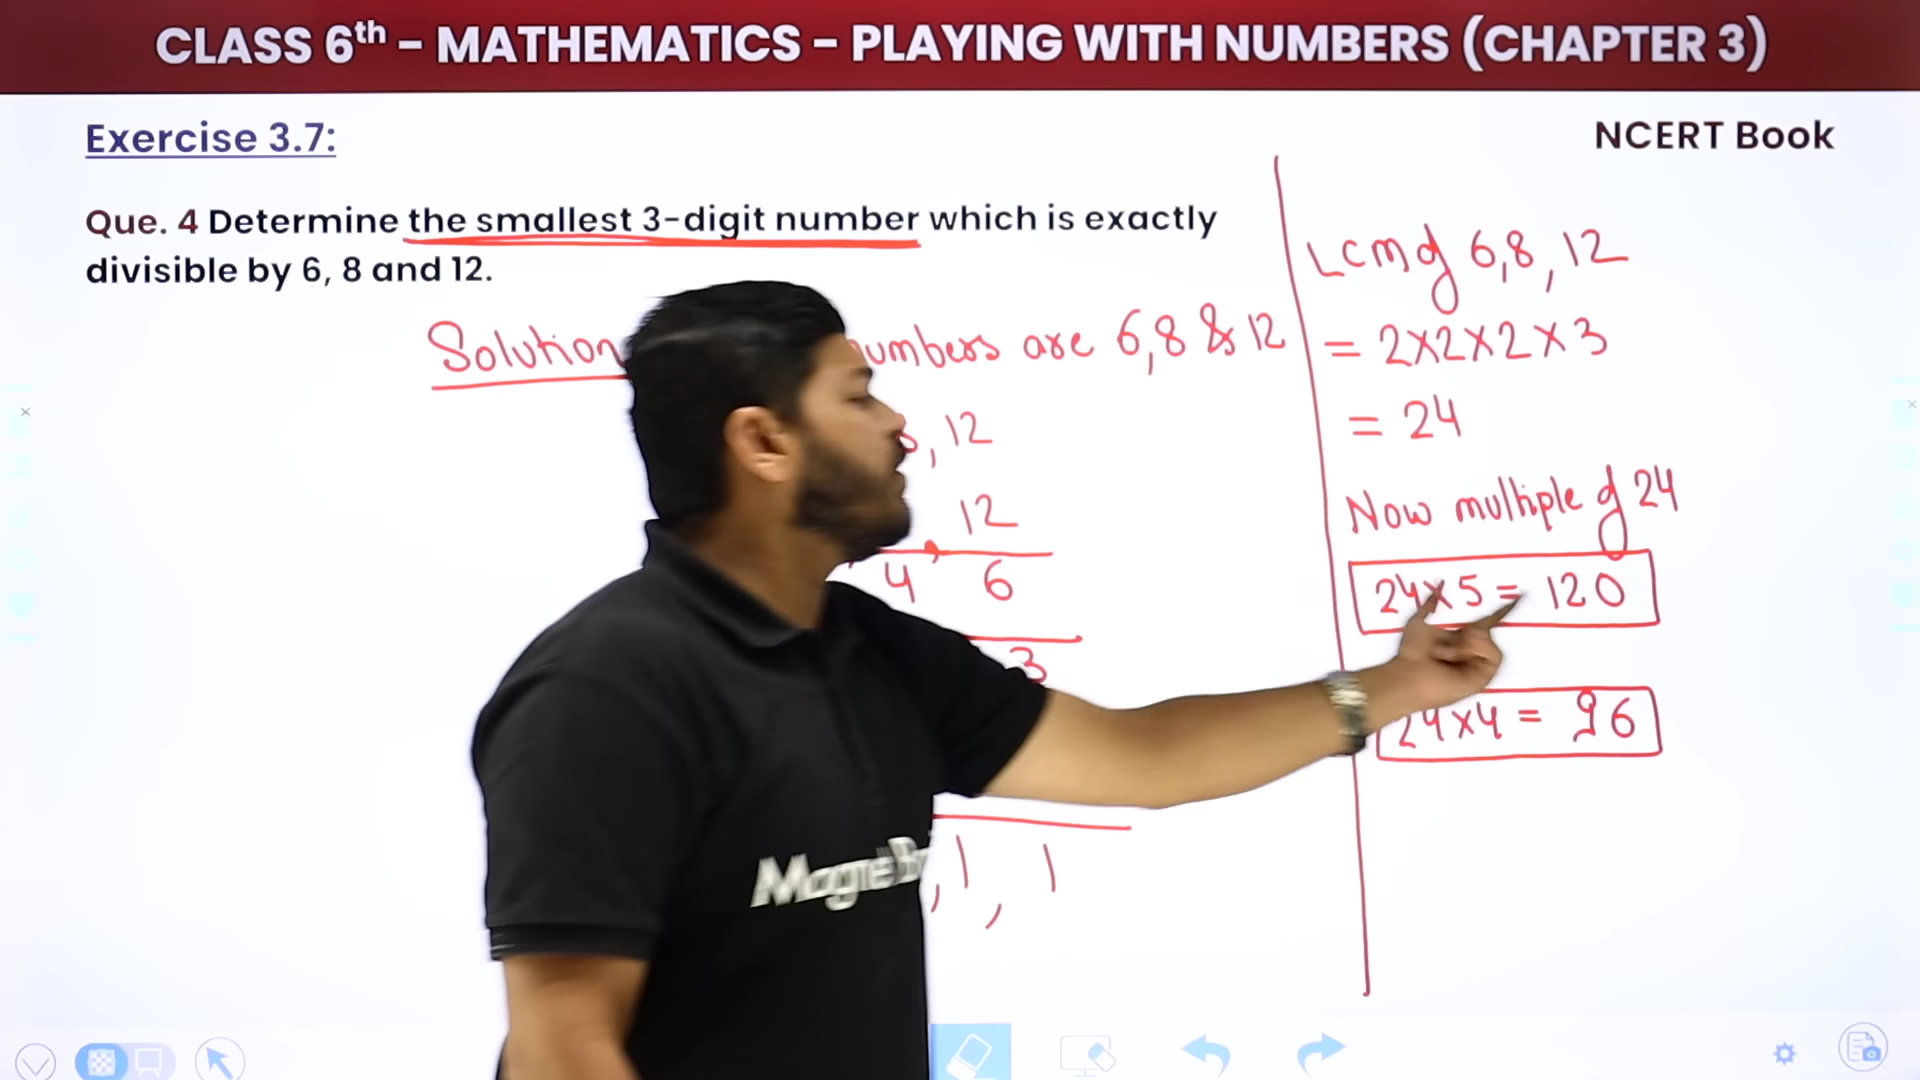 CLASS 6th – MATHEMATICS – PLAYING WITH NUMBERS (CHAPTER 3)
Exercise 3.7:
NCERT Book
Que. 4 Determine the smallest 3-digit number which is exactly
divisible by 6, 8 and 12.
Solution numbers are 6,8 & 12
, 12
12
4 6
3
,1, 1
LCM of 6,8,12
= 2×2×2×3
= 24
Now multiple of 24
24×5 = 120
24×4 = 96
Magnet